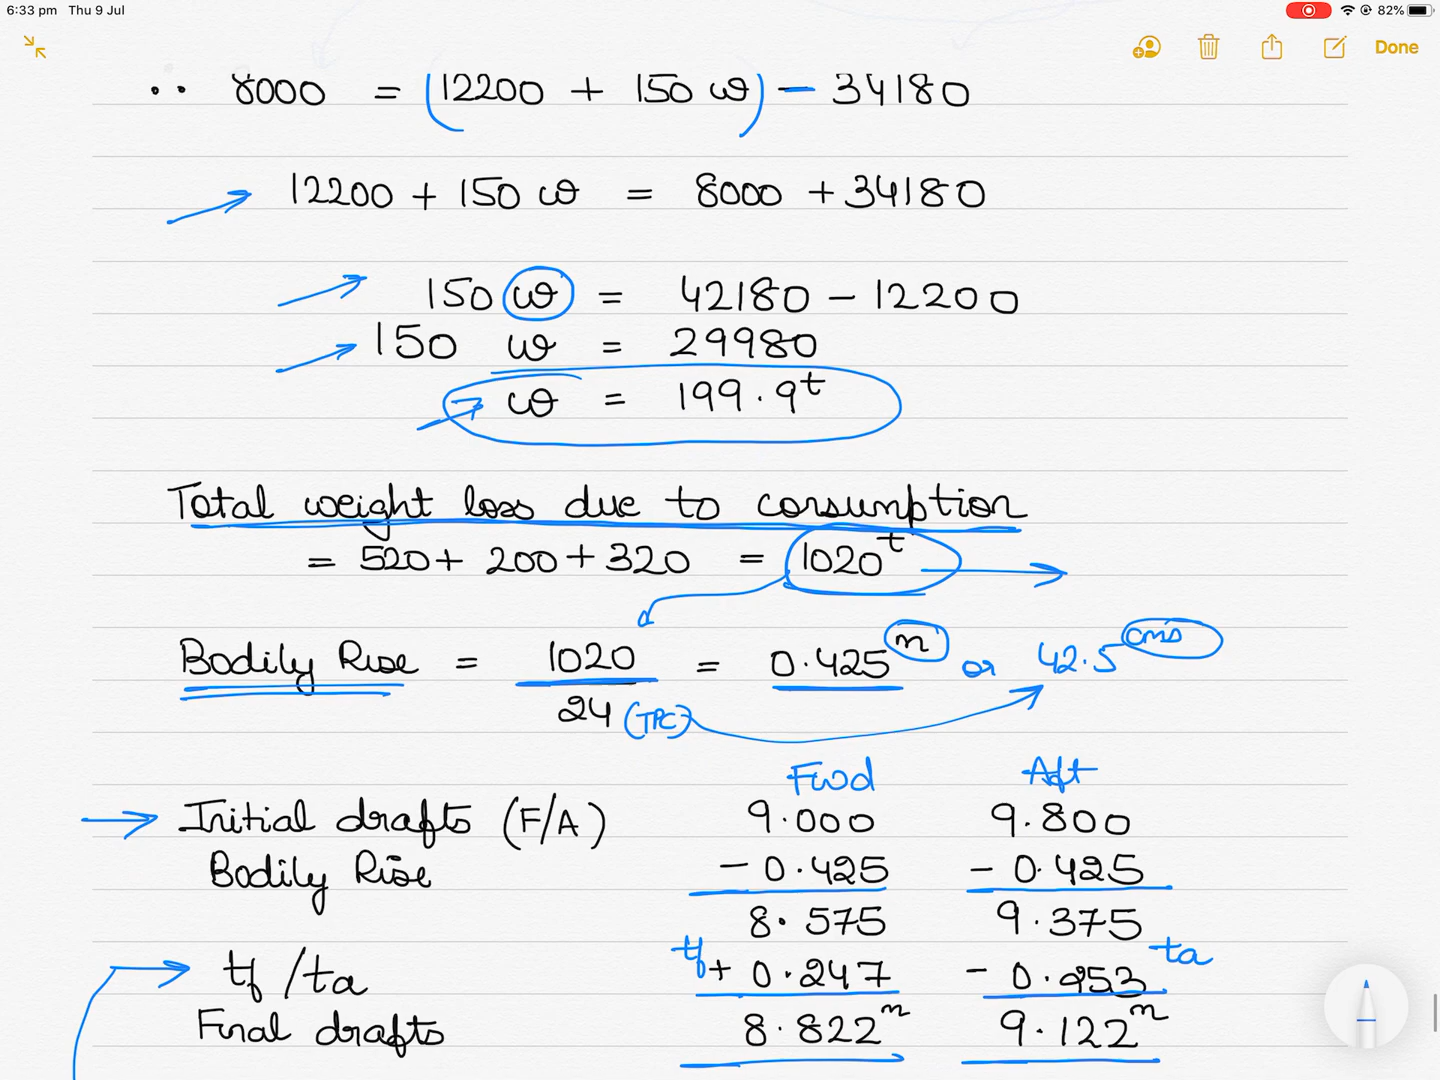 6:33 pm Thu 9 Jul
82%
Done
8000 = (12200 + 150 w) - 34180
12200 + 150 w = 8000 + 34180
150 w = 42180 - 12200
150 w = 29980
w = 199.9t
Total weight loss due to consumption
= 520 + 200 + 320 = 1020t
Bodily Rise = 1020 / 24 (TPC) = 0.425 m or 42.5 cms
Fwd Aft
Initial drafts (F/A) 9.000 9.800
Bodily Rise - 0.425 - 0.425
8.575 9.375
tf /ta tf + 0.247 - 0.253 ta
Final drafts 8.822 m 9.122 m